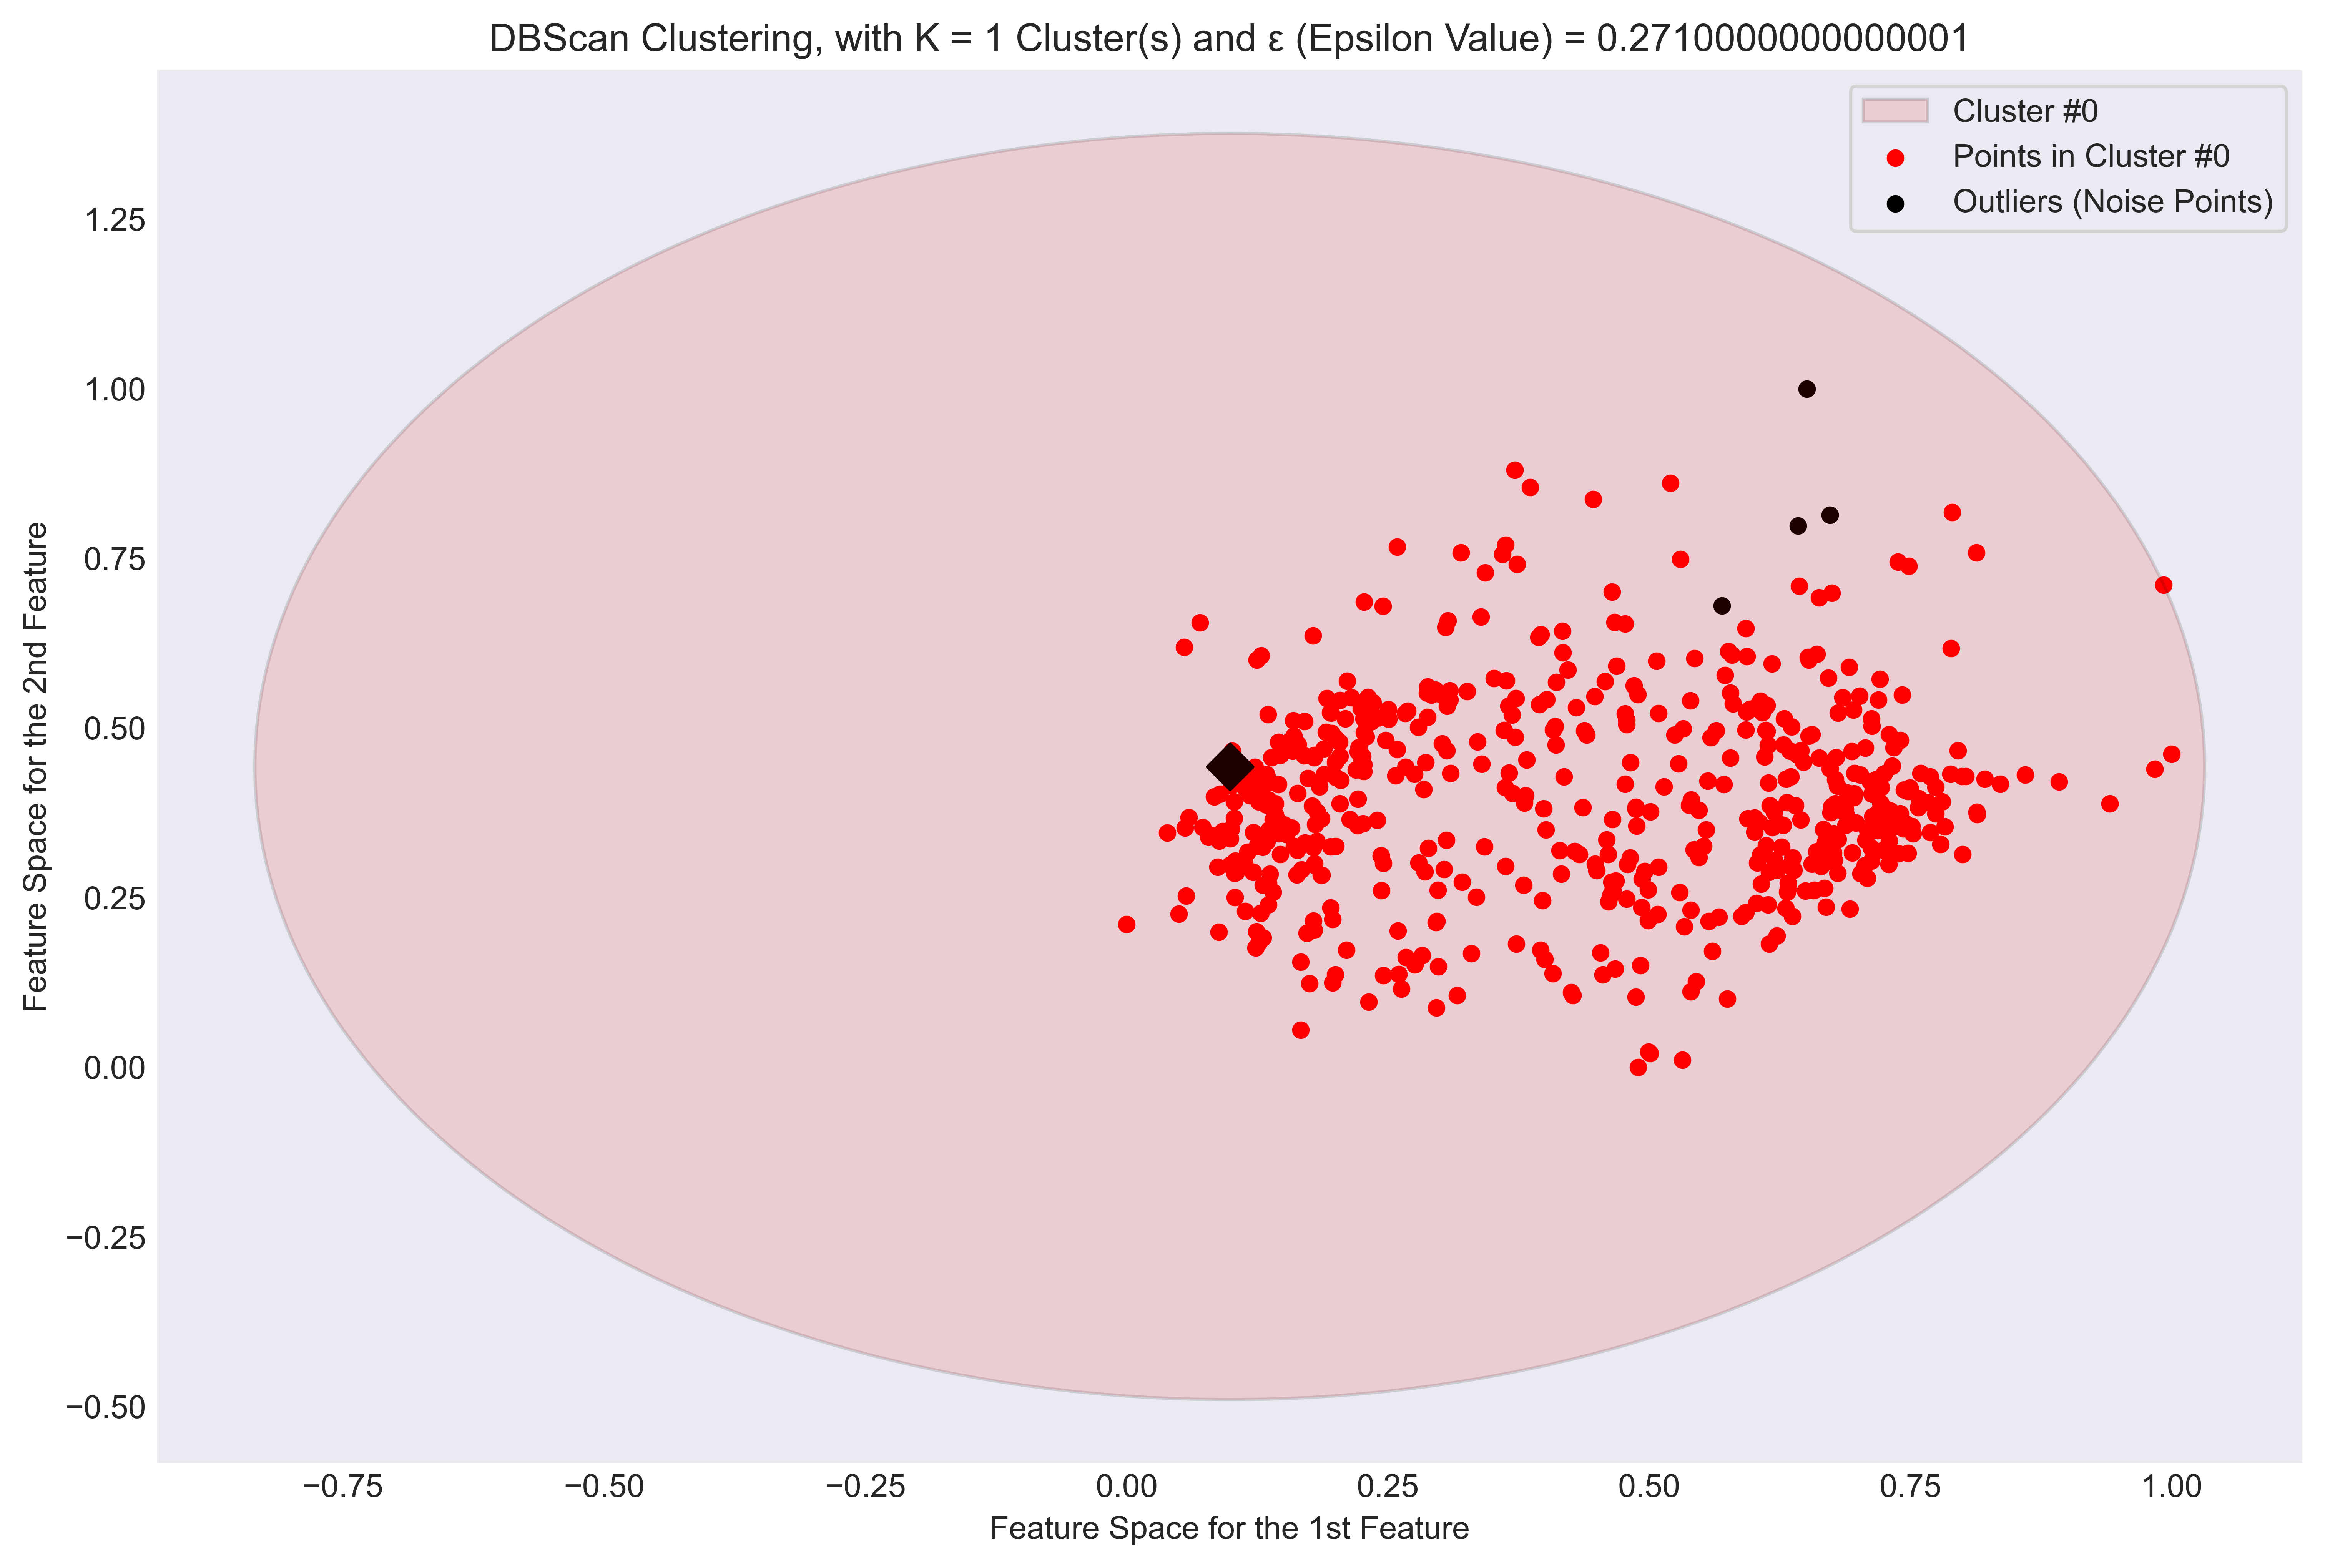 DBScan Clustering, with K = 1 Cluster(s) and ε (Epsilon Value) = 0.2710000000000001
Cluster #0
Points in Cluster #0
Outliers (Noise Points)
Feature Space for the 2nd Feature
1.25
1.00
0.75
0.50
0.25
0.00
−0.25
−0.50
−0.75
−0.50
−0.25
0.00
0.25
0.50
0.75
1.00
Feature Space for the 1st Feature